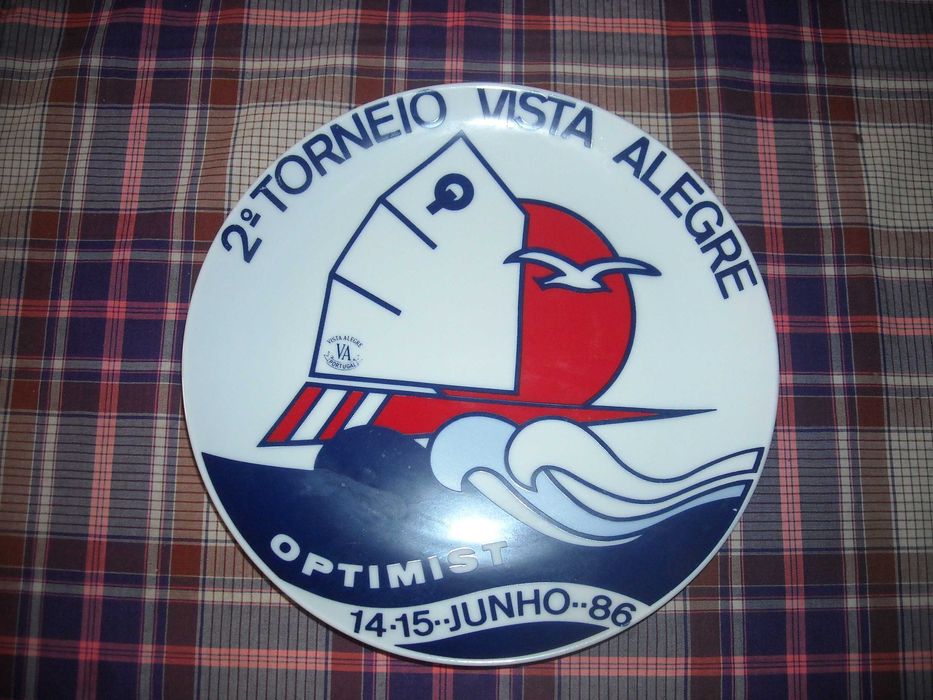 2º TORNEIO VISTA ALEGRE
VISTA ALEGRE
VA
PORTUGAL
OPTIMIST
14-15··JUNHO··86